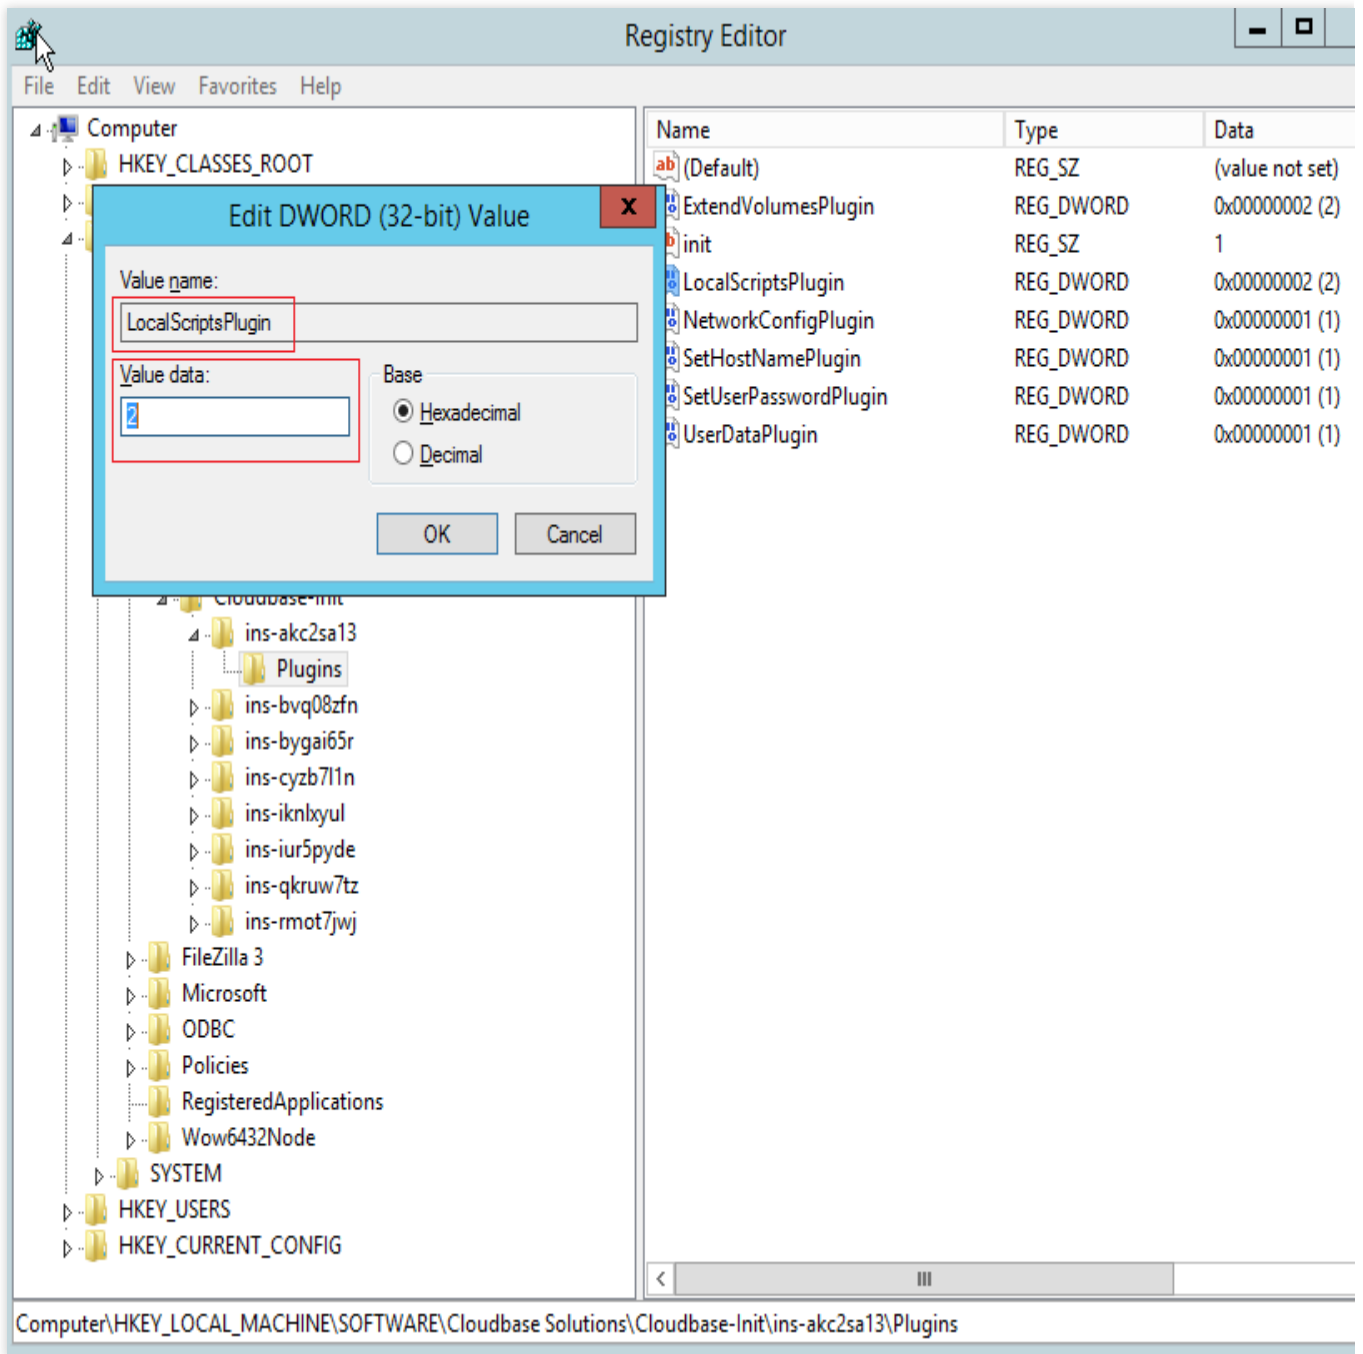 Registry Editor
File Edit View Favorites Help
Computer
HKEY_CLASSES_ROOT
Edit DWORD (32-bit) Value
X
Value name:
LocalScriptsPlugin
Value data:
2
Base
Hexadecimal
Decimal
OK Cancel
Cloudbase-Init
ins-akc2sa13
Plugins
ins-bvq08zfn
ins-bygai65r
ins-cyzb7l1n
ins-iknlxyul
ins-iur5pyde
ins-qkruw7tz
ins-rmot7jwj
FileZilla 3
Microsoft
ODBC
Policies
RegisteredApplications
Wow6432Node
SYSTEM
HKEY_USERS
HKEY_CURRENT_CONFIG
Name Type Data
ab (Default) REG_SZ (value not set)
ExtendVolumesPlugin REG_DWORD 0x00000002 (2)
init REG_SZ 1
LocalScriptsPlugin REG_DWORD 0x00000002 (2)
NetworkConfigPlugin REG_DWORD 0x00000001 (1)
SetHostNamePlugin REG_DWORD 0x00000001 (1)
SetUserPasswordPlugin REG_DWORD 0x00000001 (1)
UserDataPlugin REG_DWORD 0x00000001 (1)
Computer\HKEY_LOCAL_MACHINE\SOFTWARE\Cloudbase Solutions\Cloudbase-Init\ins-akc2sa13\Plugins